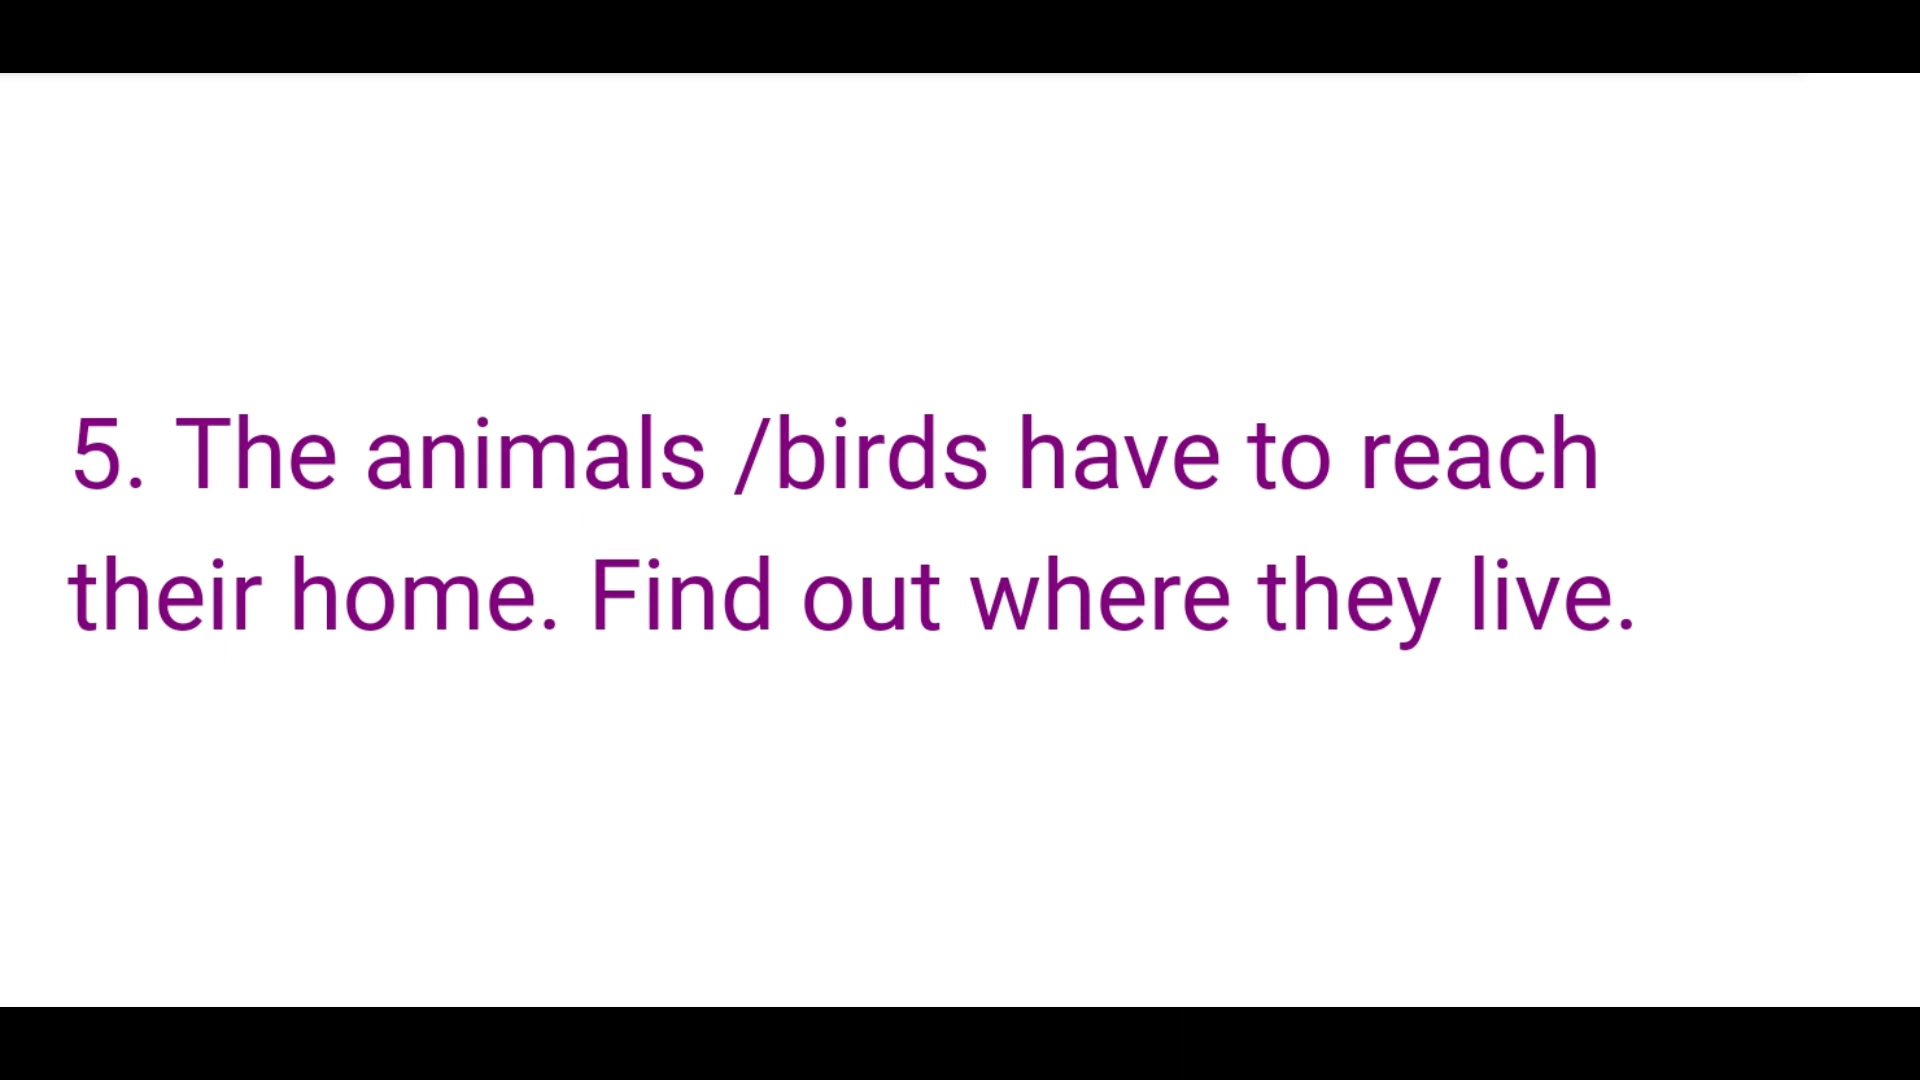 5. The animals /birds have to reach
their home. Find out where they live.